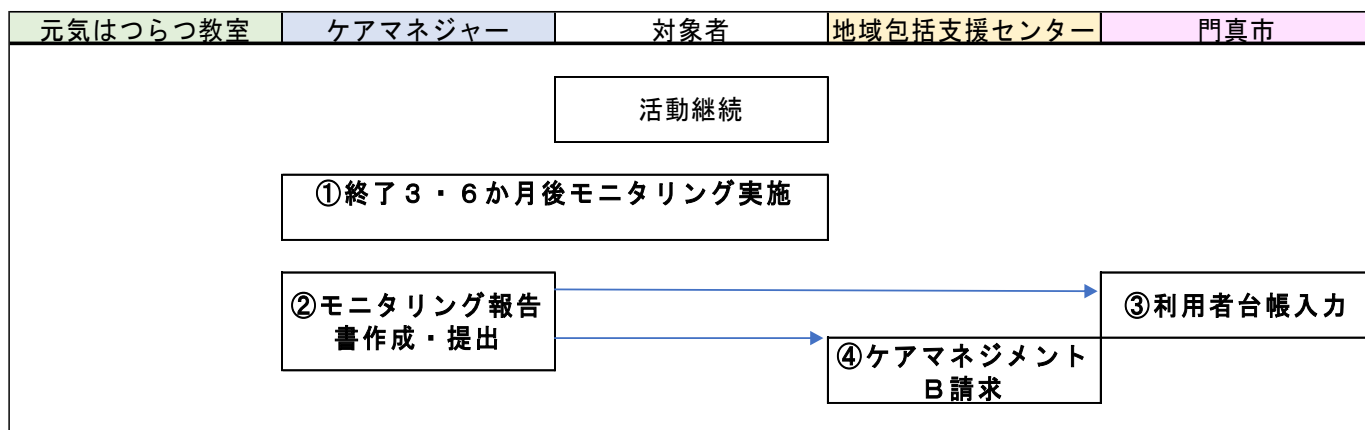 元気はつらつ教室 ケアマネジャー 対象者 地域包括支援センター 門真市
活動継続
①終了３・６か月後モニタリング実施
②モニタリング報告
書作成・提出
③利用者台帳入力
④ケアマネジメント
Ｂ請求